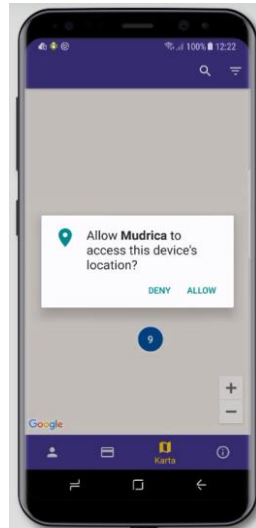 100% 12:22
Allow Mudrica to
access this device's
location?
DENY ALLOW
9
+
−
Google
Karta